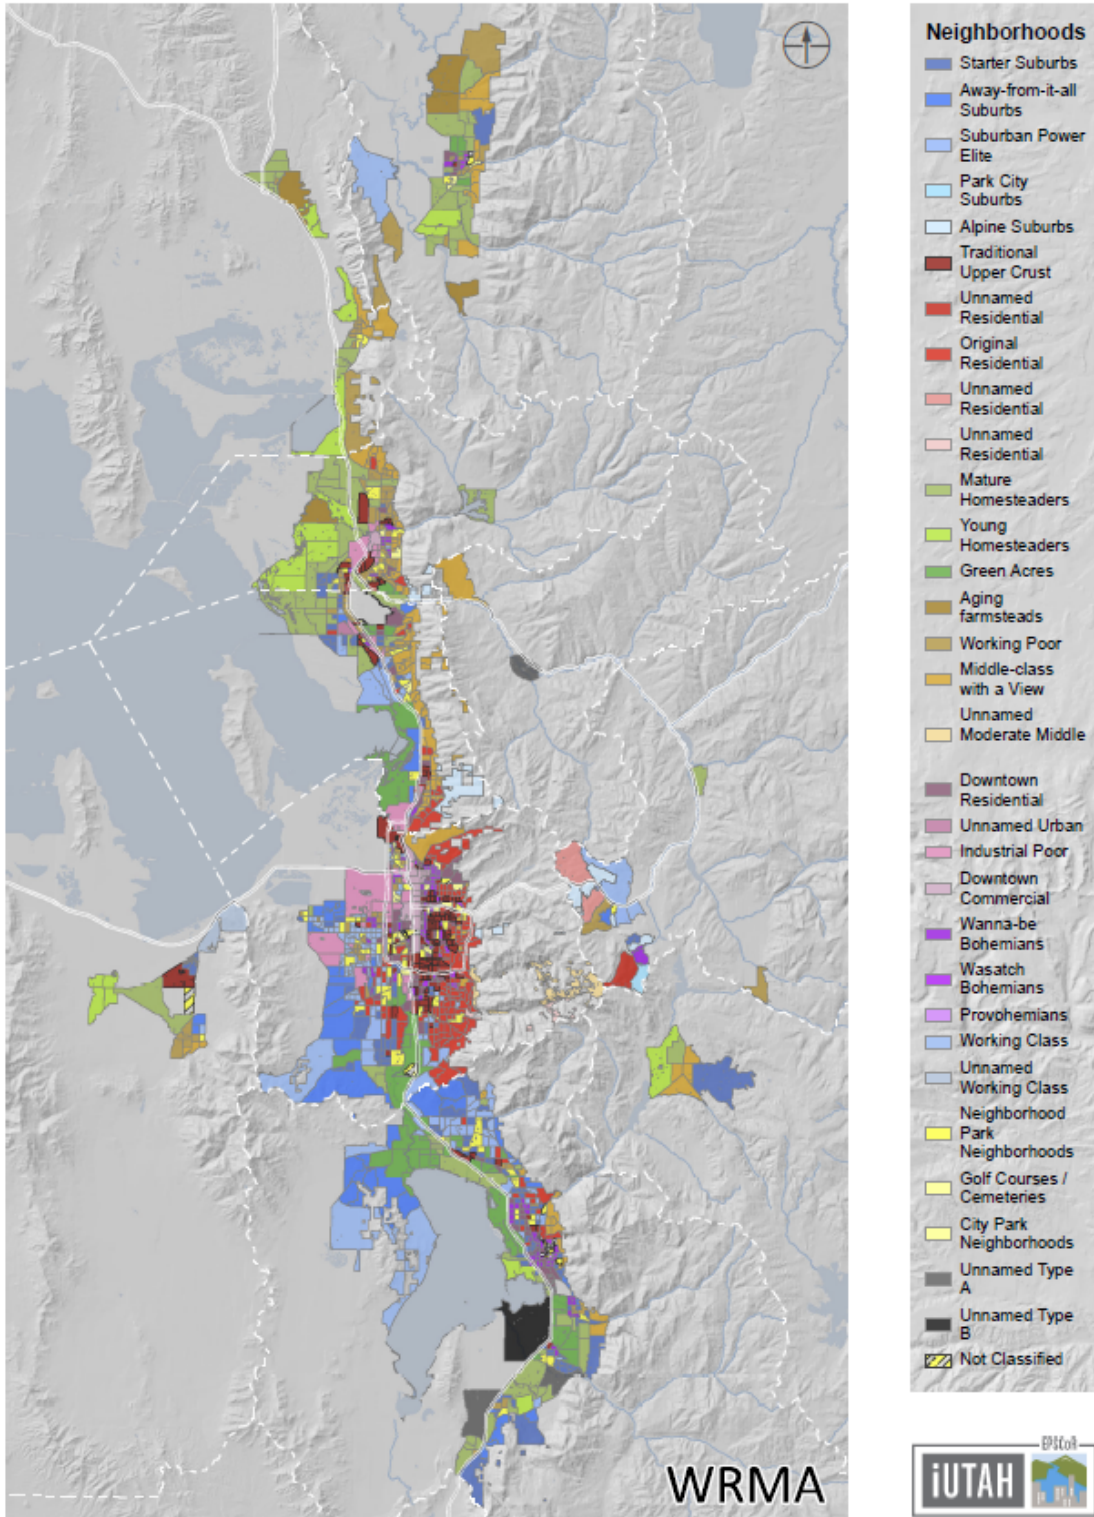 WRMA
Neighborhoods
Starter Suburbs
Away-from-it-all
Suburbs
Suburban Power
Elite
Park City
Suburbs
Alpine Suburbs
Traditional
Upper Crust
Unnamed
Residential
Original
Residential
Unnamed
Residential
Unnamed
Residential
Mature
Homesteaders
Young
Homesteaders
Green Acres
Aging
farmsteads
Working Poor
Middle-class
with a View
Unnamed
Moderate Middle
Downtown
Residential
Unnamed Urban
Industrial Poor
Downtown
Commercial
Wanna-be
Bohemians
Wasatch
Bohemians
Provohemians
Working Class
Unnamed
Working Class
Neighborhood
Park
Neighborhoods
Golf Courses /
Cemeteries
City Park
Neighborhoods
Unnamed Type
A
Unnamed Type
B
Not Classified
EPSCoR
iUTAH